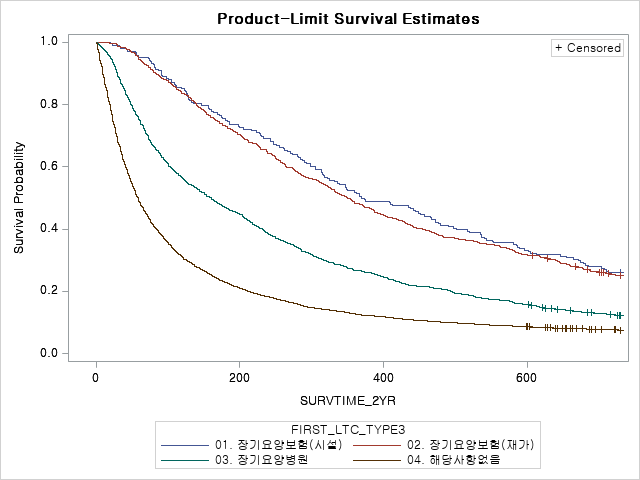 Product-Limit Survival Estimates
+ Censored
1.0
0.8
0.6
0.4
0.2
0.0
Survival Probability
0 200 400 600
SURVTIME_2YR
FIRST_LTC_TYPE3
01. 장기요양보험(시설) 02. 장기요양보험(재가)
03. 장기요양병원 04. 해당사항없음